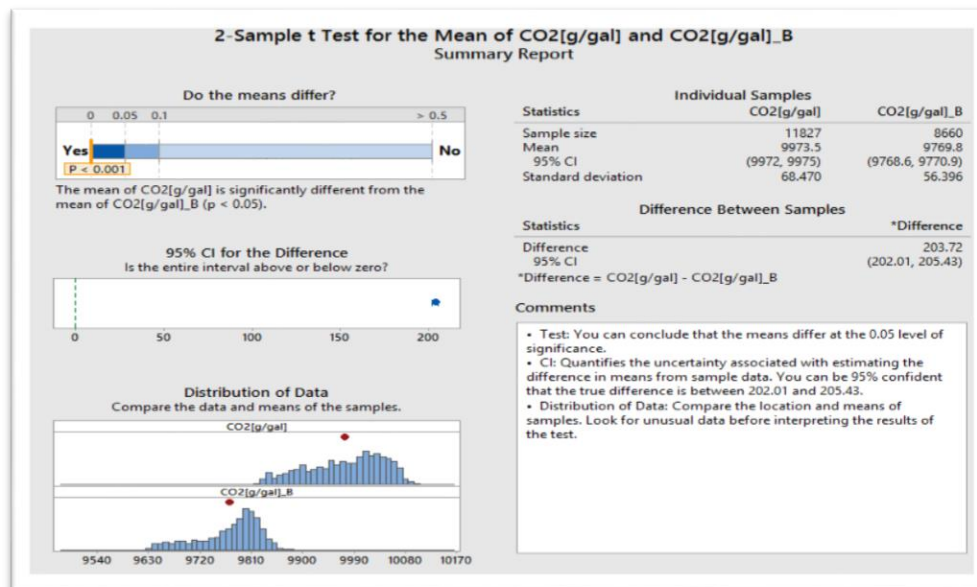 2-Sample t Test for the Mean of CO2[g/gal] and CO2[g/gal]_B
Summary Report
Do the means differ?
0 0.05 0.1 > 0.5
Yes No
P < 0.001
The mean of CO2[g/gal] is significantly different from the
mean of CO2[g/gal]_B (p < 0.05).
95% CI for the Difference
Is the entire interval above or below zero?
0 50 100 150 200
Distribution of Data
Compare the data and means of the samples.
CO2[g/gal]
CO2[g/gal]_B
9540 9630 9720 9810 9900 9990 10080 10170
Individual Samples
Statistics CO2[g/gal] CO2[g/gal]_B
Sample size 11827 8660
Mean 9973.5 9769.8
95% CI (9972, 9975) (9768.6, 9770.9)
Standard deviation 68.470 56.396
Difference Between Samples
Statistics *Difference
Difference 203.72
95% CI (202.01, 205.43)
*Difference = CO2[g/gal] - CO2[g/gal]_B
Comments
• Test: You can conclude that the means differ at the 0.05 level of
significance.
• CI: Quantifies the uncertainty associated with estimating the
difference in means from sample data. You can be 95% confident
that the true difference is between 202.01 and 205.43.
• Distribution of Data: Compare the location and means of
samples. Look for unusual data before interpreting the results of
the test.